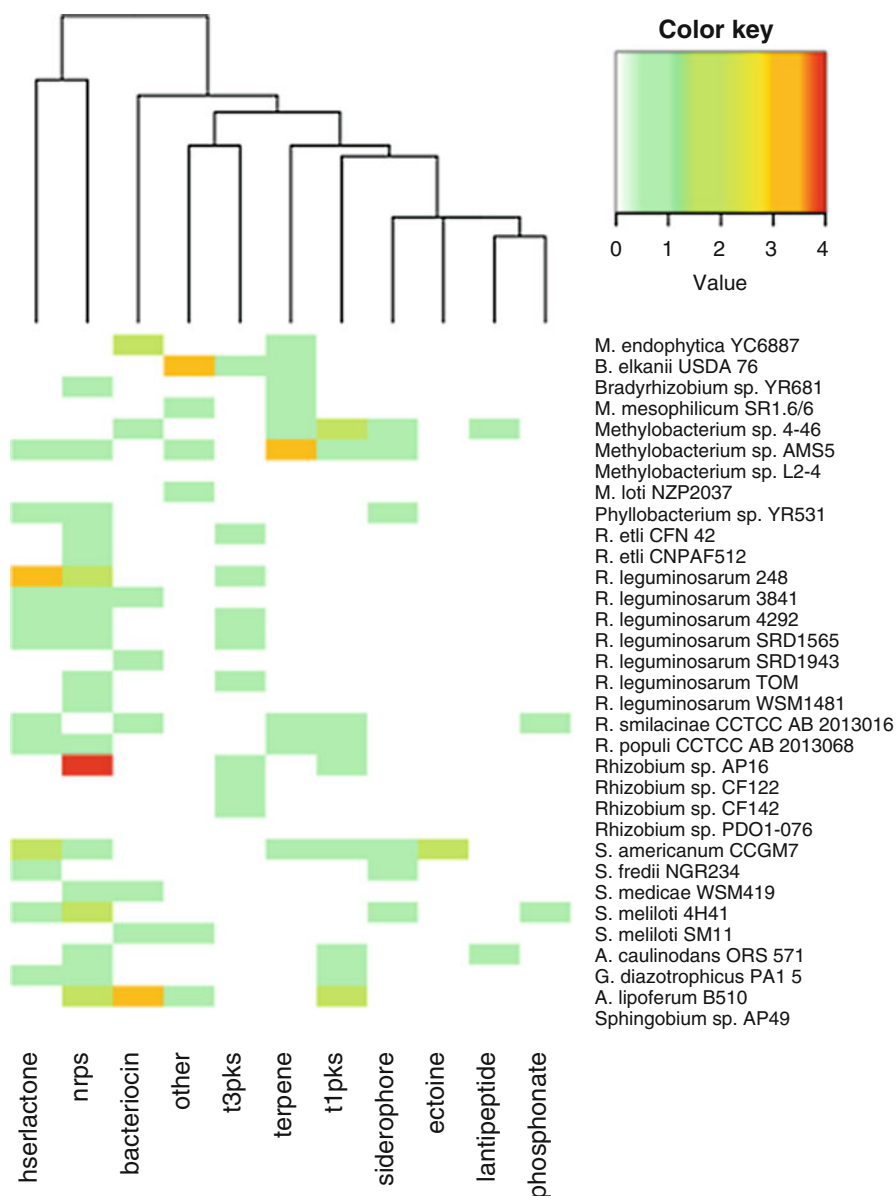 Color key
0 1 2 3 4
Value
M. endophytica YC6887
B. elkanii USDA 76
Bradyrhizobium sp. YR681
M. mesophilicum SR1.6/6
Methylobacterium sp. 4-46
Methylobacterium sp. AMS5
Methylobacterium sp. L2-4
M. loti NZP2037
Phyllobacterium sp. YR531
R. etli CFN 42
R. etli CNPAF512
R. leguminosarum 248
R. leguminosarum 3841
R. leguminosarum 4292
R. leguminosarum SRD1565
R. leguminosarum SRD1943
R. leguminosarum TOM
R. leguminosarum WSM1481
R. smilacinae CCTCC AB 2013016
R. populi CCTCC AB 2013068
Rhizobium sp. AP16
Rhizobium sp. CF122
Rhizobium sp. CF142
Rhizobium sp. PDO1-076
S. americanum CCGM7
S. fredii NGR234
S. medicae WSM419
S. meliloti 4H41
S. meliloti SM11
A. caulinodans ORS 571
G. diazotrophicus PA1 5
A. lipoferum B510
Sphingobium sp. AP49
hserlactone
nrps
bacteriocin
other
t3pks
terpene
t1pks
siderophore
ectoine
lantipeptide
phosphonate